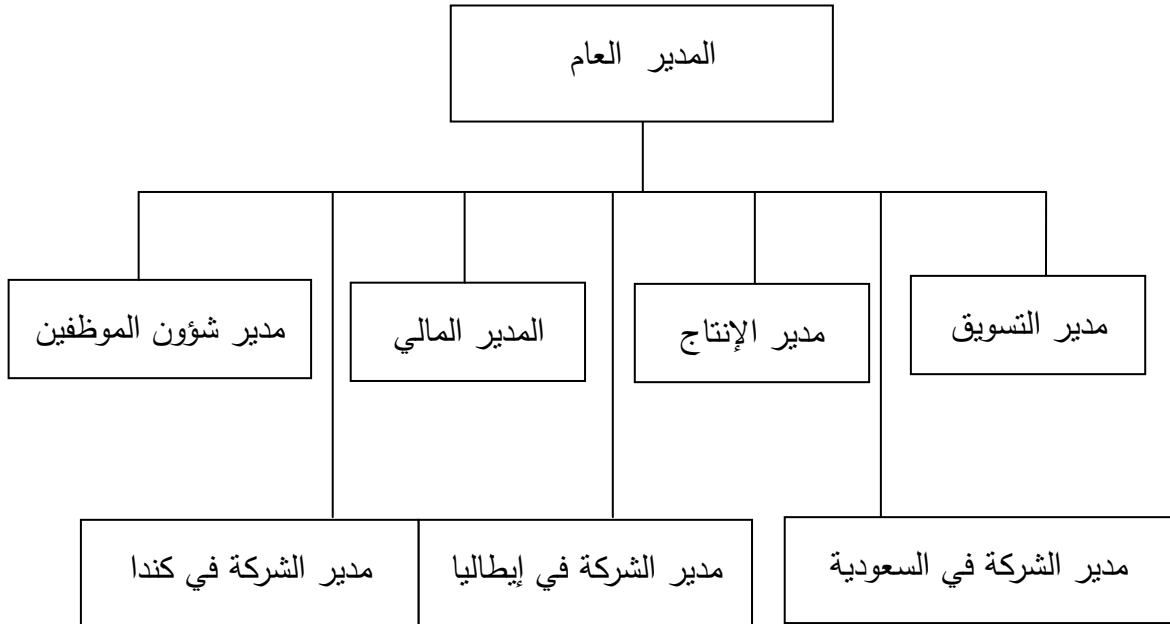 المدير العام
مدير التسويق
مدير الإنتاج
المدير المالي
مدير شؤون الموظفين
مدير الشركة في السعودية
مدير الشركة في إيطاليا
مدير الشركة في كندا